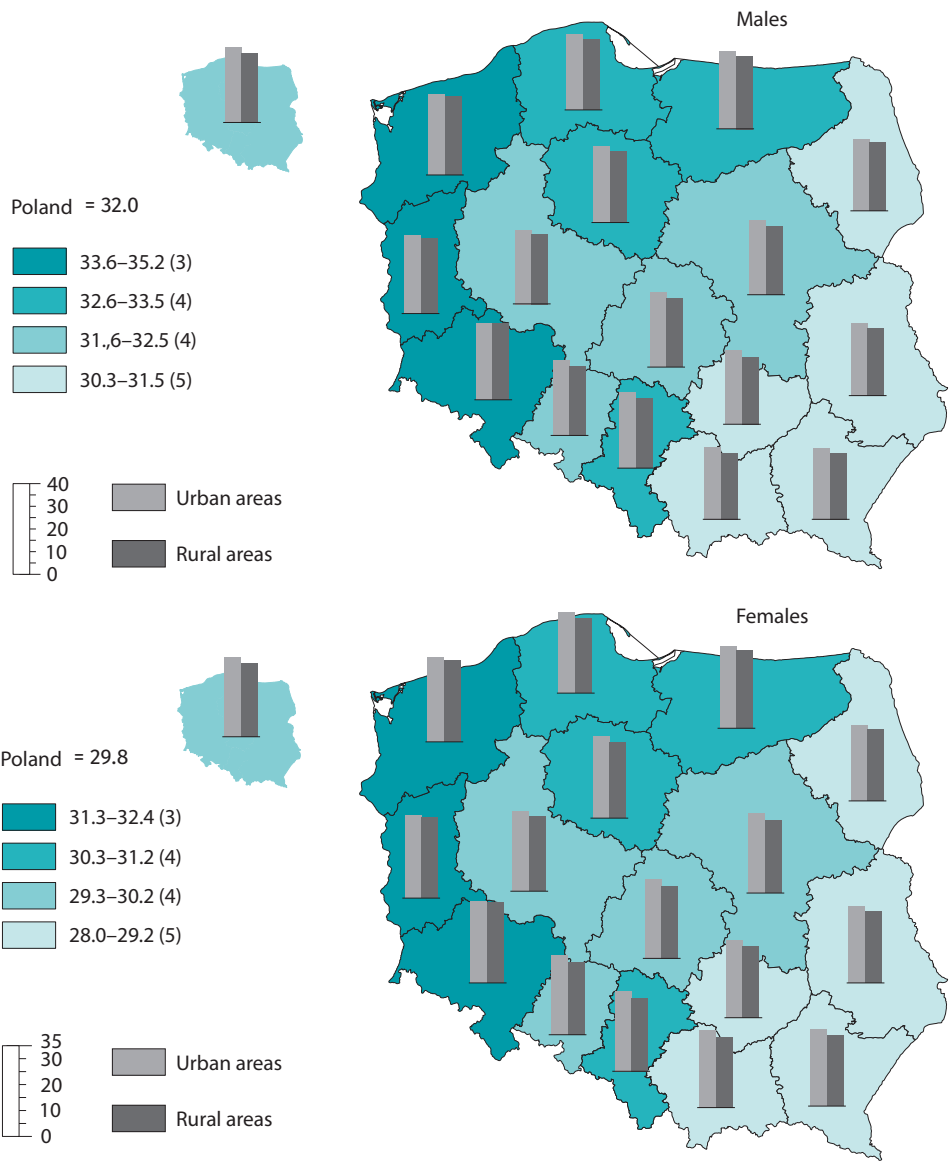 Males
Poland = 32.0
33.6–35.2 (3)
32.6–33.5 (4)
31.,6–32.5 (4)
30.3–31.5 (5)
40
30
20
10
0
Urban areas
Rural areas
Females
Poland = 29.8
31.3–32.4 (3)
30.3–31.2 (4)
29.3–30.2 (4)
28.0–29.2 (5)
35
30
20
10
0
Urban areas
Rural areas